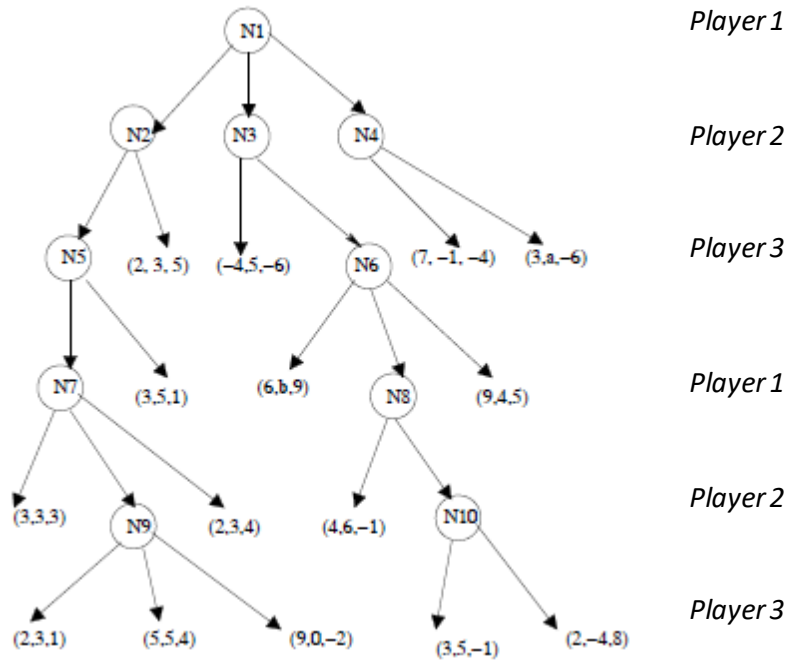 N1 Player 1
N2 N3 N4 Player 2
N5 (2, 3, 5) (−4,5,−6) N6 (7, −1, −4) (3,a,−6) Player 3
N7 (3,5,1) (6,b,9) N8 (9,4,5) Player 1
(3,3,3) N9 (2,3,4) (4,6,−1) N10 Player 2
(2,3,1) (5,5,4) (9,0,−2) (3,5,−1) (2,−4,8) Player 3